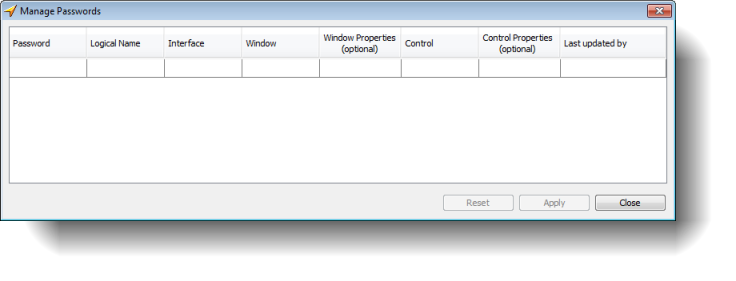 Manage Passwords
Password Logical Name Interface Window Window Properties (optional) Control Control Properties (optional) Last updated by
Reset Apply Close